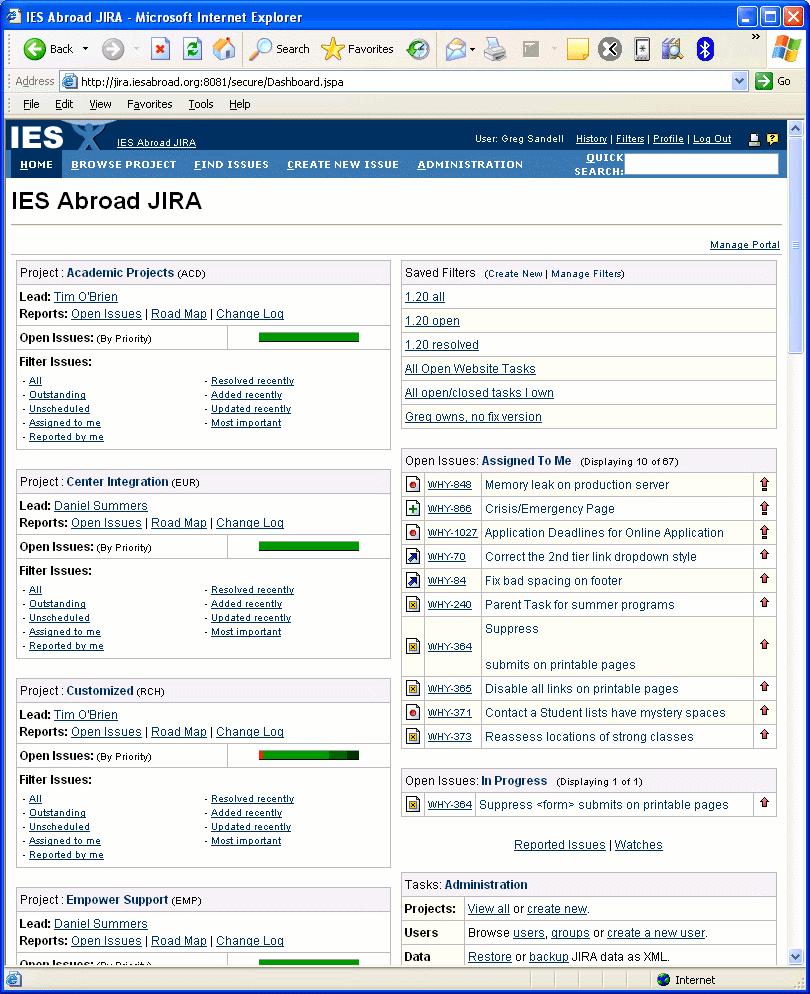 IES Abroad JIRA - Microsoft Internet Explorer
Back Search Favorites »
Address http://jira.iesabroad.org:8081/secure/Dashboard.jspa Go
File Edit View Favorites Tools Help
IES IES Abroad JIRA User: Greg Sandell History | Filters | Profile | Log Out
HOME BROWSE PROJECT FIND ISSUES CREATE NEW ISSUE ADMINISTRATION QUICK SEARCH:
IES Abroad JIRA
Manage Portal
Project : Academic Projects (ACD)
Lead: Tim O'Brien
Reports: Open Issues | Road Map | Change Log
Open Issues: (By Priority)
Filter Issues:
- All
- Outstanding
- Unscheduled
- Assigned to me
- Reported by me
- Resolved recently
- Added recently
- Updated recently
- Most important
Project : Center Integration (EUR)
Lead: Daniel Summers
Reports: Open Issues | Road Map | Change Log
Open Issues: (By Priority)
Filter Issues:
- All
- Outstanding
- Unscheduled
- Assigned to me
- Reported by me
- Resolved recently
- Added recently
- Updated recently
- Most important
Project : Customized (RCH)
Lead: Tim O'Brien
Reports: Open Issues | Road Map | Change Log
Open Issues: (By Priority)
Filter Issues:
- All
- Outstanding
- Unscheduled
- Assigned to me
- Reported by me
- Resolved recently
- Added recently
- Updated recently
- Most important
Project : Empower Support (EMP)
Lead: Daniel Summers
Reports: Open Issues | Road Map | Change Log
Open Issues: (By Priority)
Saved Filters (Create New | Manage Filters)
1.20 all
1.20 open
1.20 resolved
All Open Website Tasks
All open/closed tasks I own
Greg owns, no fix version
Open Issues: Assigned To Me (Displaying 10 of 67)
WHY-848 Memory leak on production server
WHY-866 Crisis/Emergency Page
WHY-1027 Application Deadlines for Online Application
WHY-70 Correct the 2nd tier link dropdown style
WHY-84 Fix bad spacing on footer
WHY-240 Parent Task for summer programs
WHY-364 Suppress
submits on printable pages
WHY-365 Disable all links on printable pages
WHY-371 Contact a Student lists have mystery spaces
WHY-373 Reassess locations of strong classes
Open Issues: In Progress (Displaying 1 of 1)
WHY-364 Suppress <form> submits on printable pages
Reported Issues | Watches
Tasks: Administration
Projects: View all or create new.
Users Browse users, groups or create a new user.
Data Restore or backup JIRA data as XML.
Internet